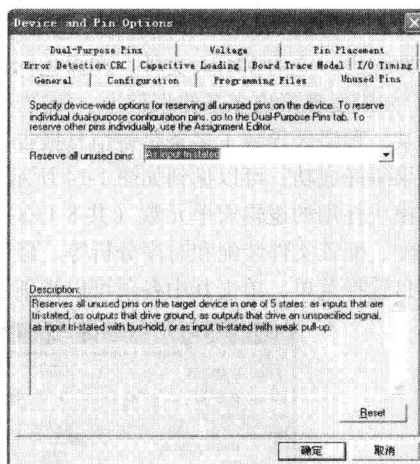 Device and Pin Options
Dual-Purpose Pins | Voltage | Pin Placement
Error Detection CRC | Capacitive Loading | Board Trace Model | I/O Timing
General | Configuration | Programming Files | Unused Pins
Specify device-wide options for reserving all unused pins on the device. To reserve
individual dual-purpose configuration pins, go to the Dual-Purpose Pins tab. To
reserve other pins individually, use the Assignment Editor.
Reserve all unused pins: As input tri-stated
Description:
Reserves all unused pins on the target device in one of 5 states: as inputs that are
tri-stated, as outputs that drive ground, as outputs that drive an unspecified signal,
as input tri-stated with bus-hold, or as input tri-stated with weak pull-up.
Reset
确定 取消